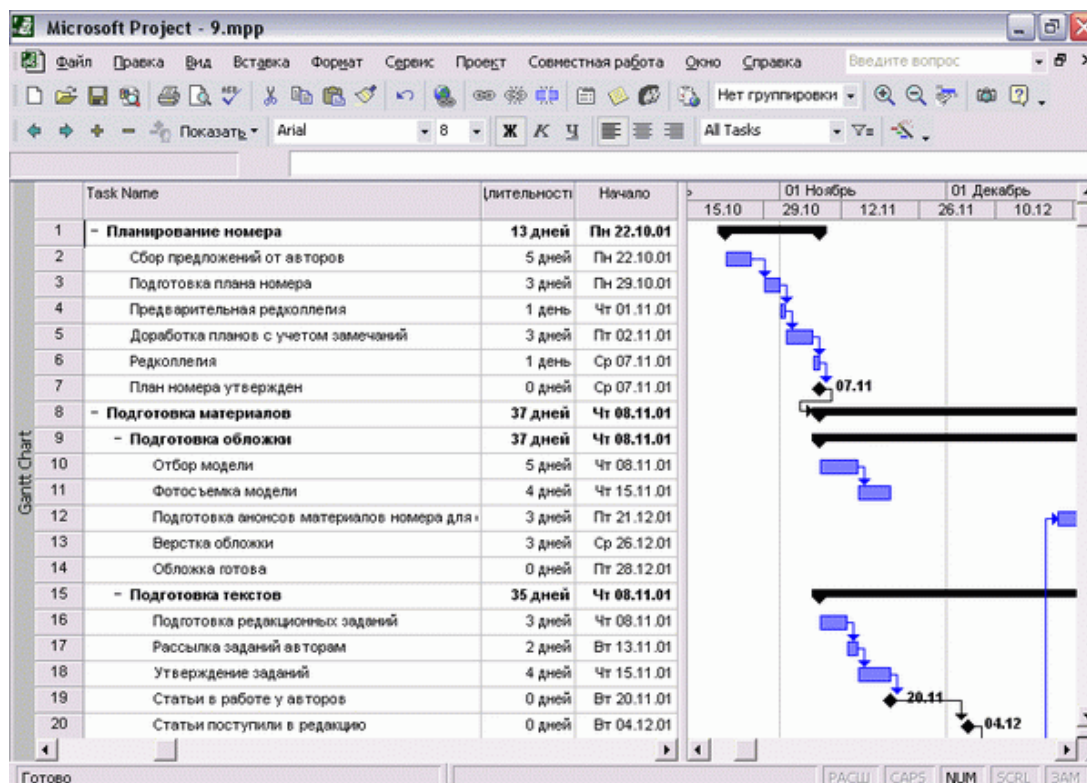 Microsoft Project - 9.mpp
Файл Правка Вид Вставка Формат Сервис Проект Совместная работа Окно Справка Введите вопрос
Нет группировки
Показать Arial 8 Ж К Ч All Tasks
Task Name Длительность Начало 01 Ноябрь 01 Декабрь
15.10 29.10 12.11 26.11 10.12
1 - Планирование номера 13 дней Пн 22.10.01
2 Сбор предложений от авторов 5 дней Пн 22.10.01
3 Подготовка плана номера 3 дней Пн 29.10.01
4 Предварительная редколлегия 1 день Чт 01.11.01
5 Доработка планов с учетом замечаний 3 дней Пт 02.11.01
6 Редколлегия 1 день Ср 07.11.01
7 План номера утвержден 0 дней Ср 07.11.01 07.11
8 - Подготовка материалов 37 дней Чт 08.11.01
9 - Подготовка обложки 37 дней Чт 08.11.01
10 Отбор модели 5 дней Чт 08.11.01
11 Фотосъемка модели 4 дней Чт 15.11.01
12 Подготовка анонсов материалов номера для 3 дней Пт 21.12.01
13 Верстка обложки 3 дней Ср 26.12.01
14 Обложка готова 0 дней Пт 28.12.01
15 - Подготовка текстов 35 дней Чт 08.11.01
16 Подготовка редакционных заданий 3 дней Чт 08.11.01
17 Рассылка заданий авторам 2 дней Вт 13.11.01
18 Утверждение заданий 4 дней Чт 15.11.01
19 Статьи в работе у авторов 0 дней Вт 20.11.01 20.11
20 Статьи поступили в редакцию 0 дней Вт 04.12.01 04.12
Gantt Chart
Готово РАСШ CAPS NUM SCRL ЗАМ